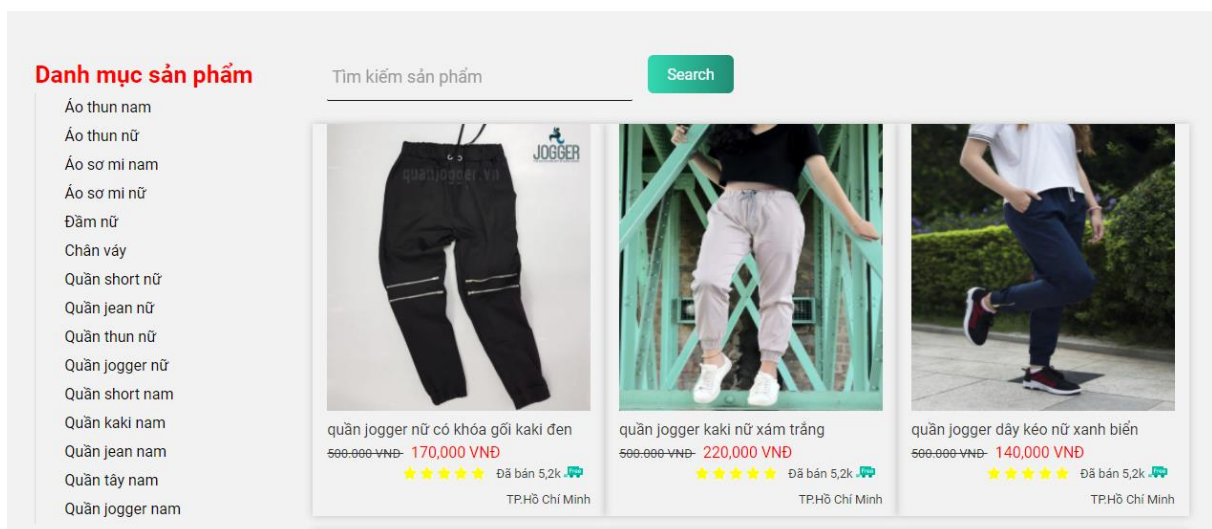 Danh mục sản phẩm
Áo thun nam
Áo thun nữ
Áo sơ mi nam
Áo sơ mi nữ
Đầm nữ
Chân váy
Quần short nữ
Quần jean nữ
Quần thun nữ
Quần jogger nữ
Quần short nam
Quần kaki nam
Quần jean nam
Quần tây nam
Quần jogger nam
Tìm kiếm sản phẩm
Search
JOGGER
quanjogger.vn
quần jogger nữ có khóa gối kaki đen
500.000 VNĐ 170,000 VNĐ
Đã bán 5,2k Free
TP.Hồ Chí Minh
quần jogger kaki nữ xám trắng
500.000 VNĐ 220,000 VNĐ
Đã bán 5,2k Free
TP.Hồ Chí Minh
quần jogger dây kéo nữ xanh biển
500.000 VNĐ 140,000 VNĐ
Đã bán 5,2k Free
TP.Hồ Chí Minh